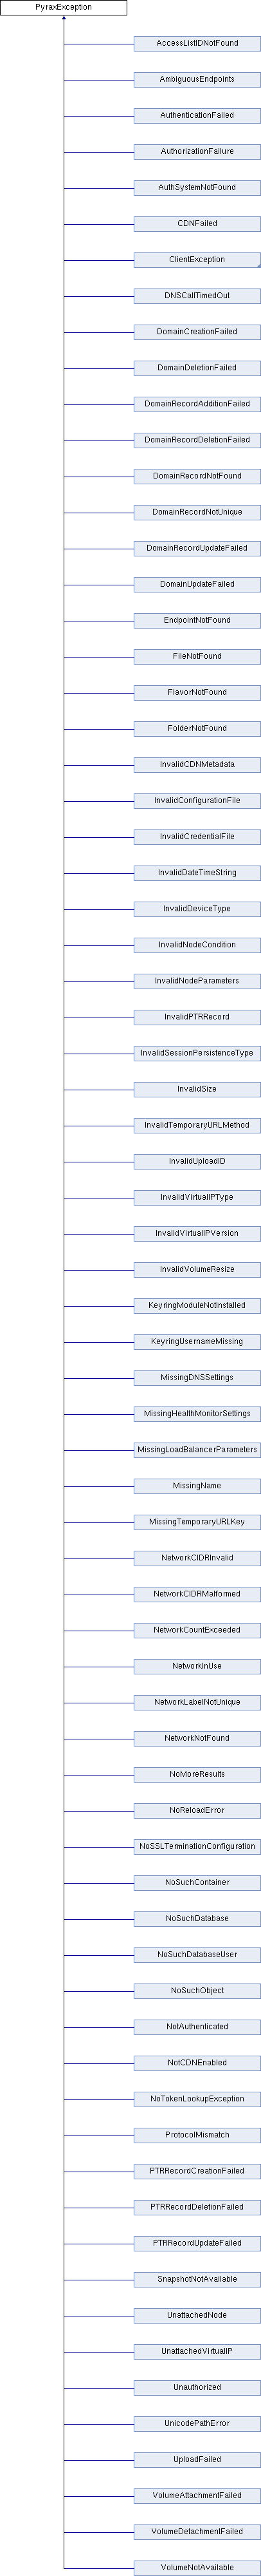 PyraxException
AccessListIDNotFound
AmbiguousEndpoints
AuthenticationFailed
AuthorizationFailure
AuthSystemNotFound
CDNFailed
ClientException
DNSCallTimedOut
DomainCreationFailed
DomainDeletionFailed
DomainRecordAdditionFailed
DomainRecordDeletionFailed
DomainRecordNotFound
DomainRecordNotUnique
DomainRecordUpdateFailed
DomainUpdateFailed
EndpointNotFound
FileNotFound
FlavorNotFound
FolderNotFound
InvalidCDNMetadata
InvalidConfigurationFile
InvalidCredentialFile
InvalidDateTimeString
InvalidDeviceType
InvalidNodeCondition
InvalidNodeParameters
InvalidPTRRecord
InvalidSessionPersistenceType
InvalidSize
InvalidTemporaryURLMethod
InvalidUploadID
InvalidVirtualIPType
InvalidVirtualIPVersion
InvalidVolumeResize
KeyringModuleNotInstalled
KeyringUsernameMissing
MissingDNSSettings
MissingHealthMonitorSettings
MissingLoadBalancerParameters
MissingName
MissingTemporaryURLKey
NetworkCIDRInvalid
NetworkCIDRMalformed
NetworkCountExceeded
NetworkInUse
NetworkLabelNotUnique
NetworkNotFound
NoMoreResults
NoReloadError
NoSSLTerminationConfiguration
NoSuchContainer
NoSuchDatabase
NoSuchDatabaseUser
NoSuchObject
NotAuthenticated
NotCDNEnabled
NoTokenLookupException
ProtocolMismatch
PTRRecordCreationFailed
PTRRecordDeletionFailed
PTRRecordUpdateFailed
SnapshotNotAvailable
UnattachedNode
UnattachedVirtualIP
Unauthorized
UnicodePathError
UploadFailed
VolumeAttachmentFailed
VolumeDetachmentFailed
VolumeNotAvailable